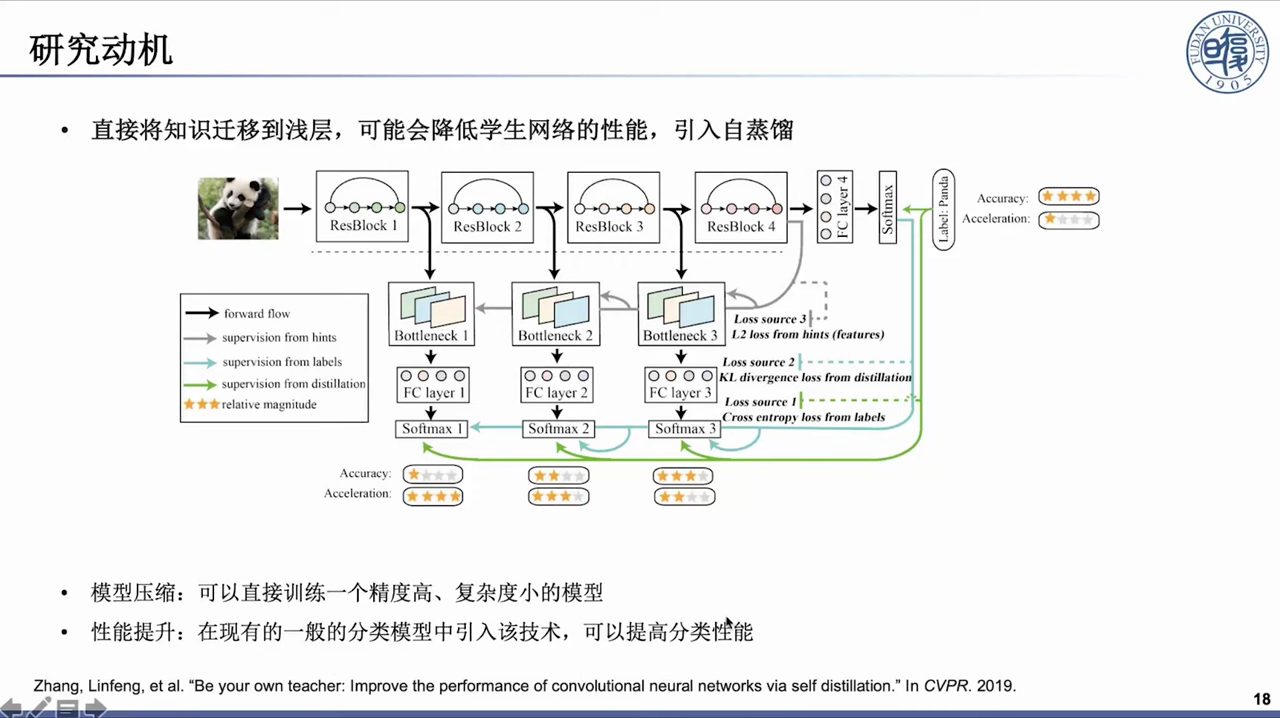 研究动机
FUDAN UNIVERSITY
1905
• 直接将知识迁移到浅层，可能会降低学生网络的性能，引入自蒸馏
ResBlock 1
ResBlock 2
ResBlock 3
ResBlock 4
FC layer 4
Softmax
Label: Panda
Accuracy:
Acceleration:
forward flow
supervision from hints
supervision from labels
supervision from distillation
relative magnitude
Bottleneck 1
Bottleneck 2
Bottleneck 3
Loss source 3
L2 loss from hints (features)
Loss source 2
KL divergence loss from distillation
Loss source 1
Cross entropy loss from labels
FC layer 1
FC layer 2
FC layer 3
Softmax 1
Softmax 2
Softmax 3
Accuracy:
Acceleration:
• 模型压缩：可以直接训练一个精度高、复杂度小的模型
• 性能提升：在现有的一般的分类模型中引入该技术，可以提高分类性能
Zhang, Linfeng, et al. “Be your own teacher: Improve the performance of convolutional neural networks via self distillation.” In CVPR. 2019.
18